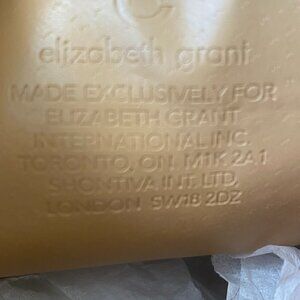 elizabeth grant
MADE EXCLUSIVELY FOR
ELIZABETH GRANT
INTERNATIONAL INC.
TORONTO, ON. M1K 2A1
SHONTIVA INT. LTD,
LONDON SW18 2DZ